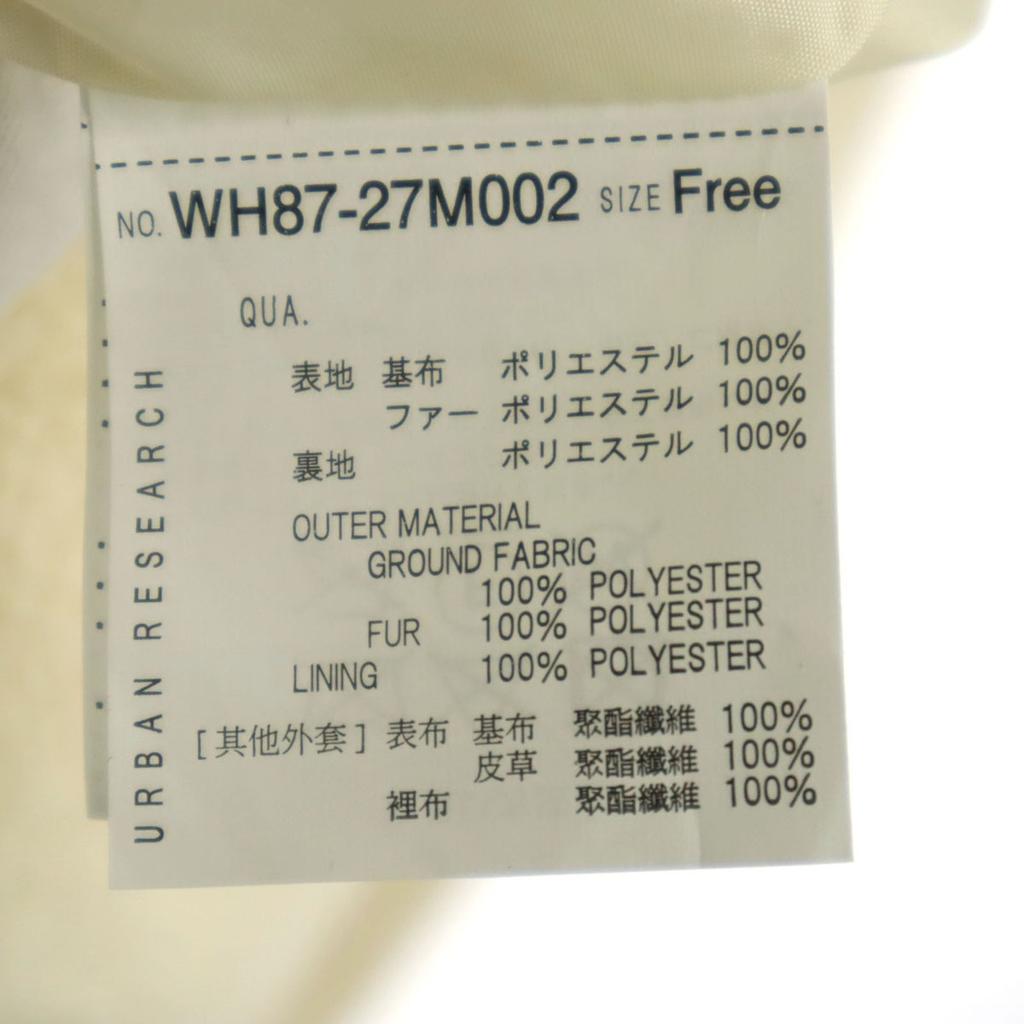 NO. WH87-27M002 SIZE Free
QUA.
表地 基布 ポリエステル 100%
ファー ポリエステル 100%
裏地 ポリエステル 100%
OUTER MATERIAL
GROUND FABRIC
100% POLYESTER
FUR 100% POLYESTER
LINING 100% POLYESTER
[其他外套] 表布 基布 聚酯纖維 100%
皮草 聚酯纖維 100%
裡布 聚酯纖維 100%
URBAN RESEARCH